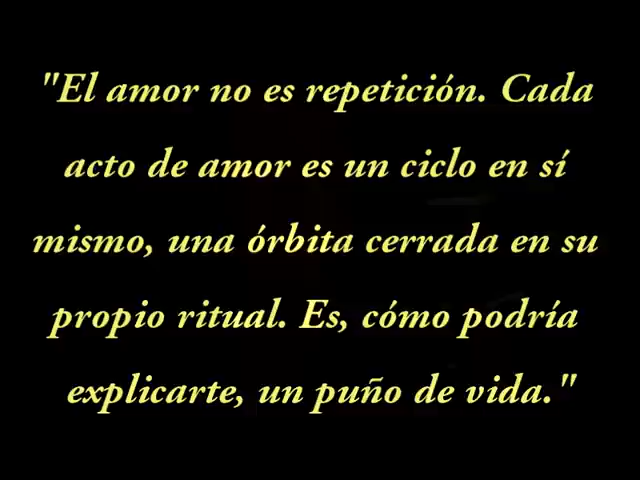 "El amor no es repetición. Cada
acto de amor es un ciclo en sí
mismo, una órbita cerrada en su
propio ritual. Es, cómo podría
explicarte, un puño de vida."